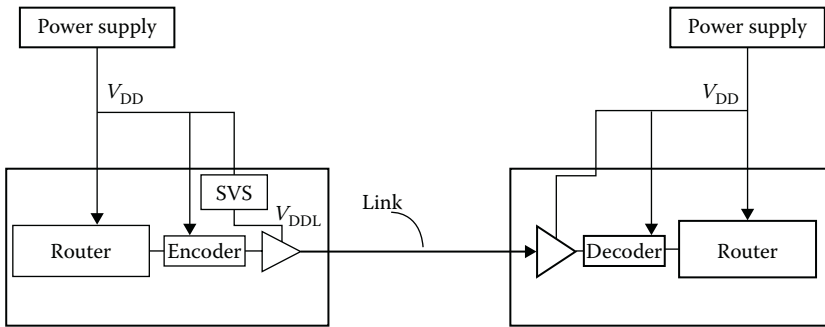 Power supply
Power supply
V_DD
V_DD
SVS
V_DDL
Link
Router
Encoder
Decoder
Router